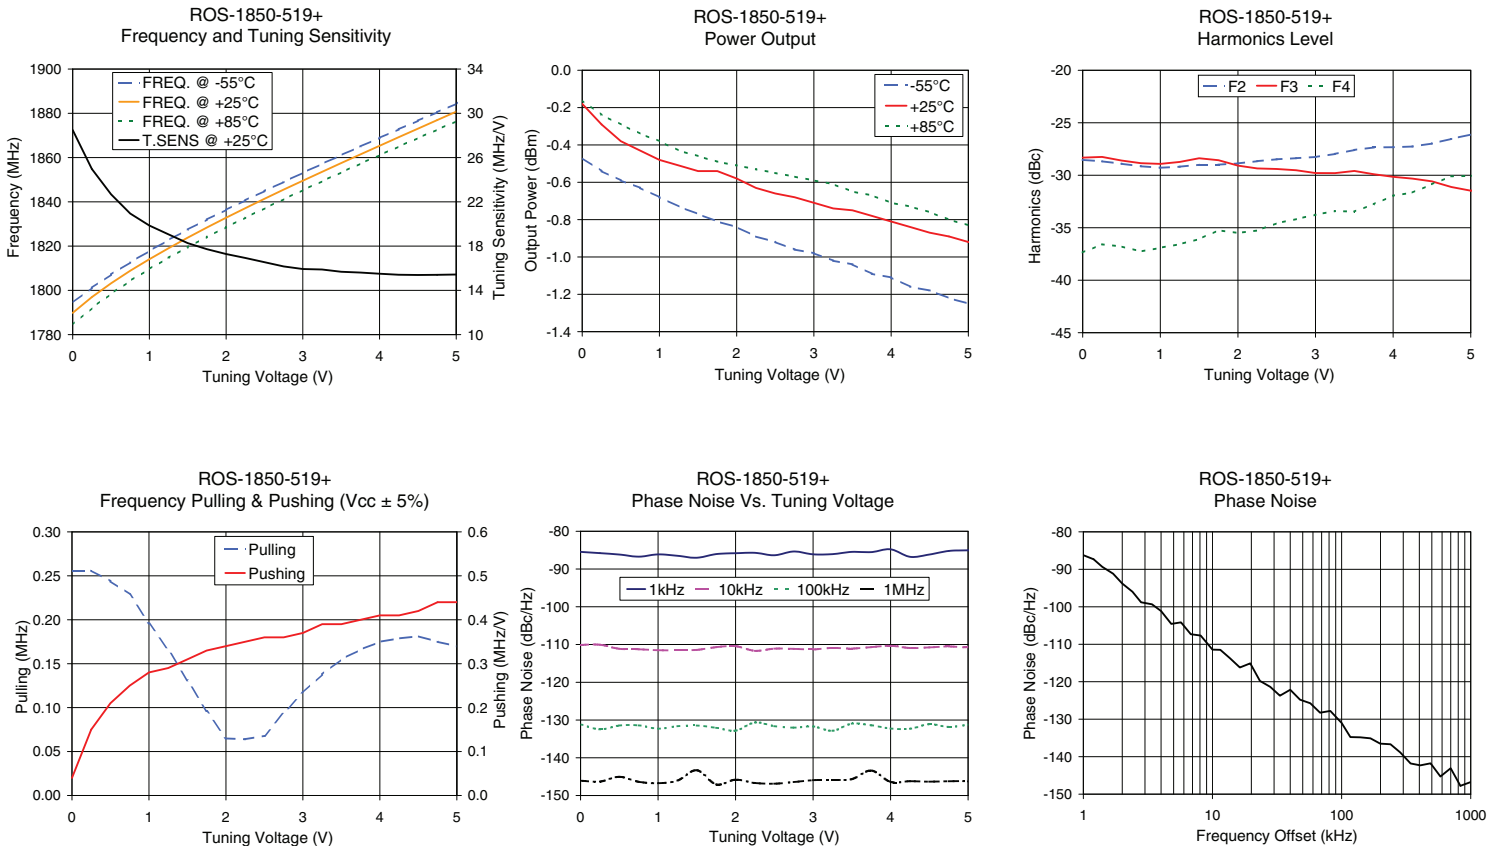 ROS-1850-519+
Frequency and Tuning Sensitivity
1900
1880
1860
1840
1820
1800
1780
34
30
26
22
18
14
10
FREQ. @ -55°C
FREQ. @ +25°C
FREQ. @ +85°C
T.SENS @ +25°C
Frequency (MHz)
Tuning Sensitivity (MHz/V)
0 1 2 3 4 5
Tuning Voltage (V)
ROS-1850-519+
Power Output
0.0
-0.2
-0.4
-0.6
-0.8
-1.0
-1.2
-1.4
-55°C
+25°C
+85°C
Output Power (dBm)
0 1 2 3 4 5
Tuning Voltage (V)
ROS-1850-519+
Harmonics Level
-20
-25
-30
-35
-40
-45
F2 F3 F4
Harmonics (dBc)
0 1 2 3 4 5
Tuning Voltage (V)
ROS-1850-519+
Frequency Pulling & Pushing (Vcc ± 5%)
0.30
0.25
0.20
0.15
0.10
0.05
0.00
0.6
0.5
0.4
0.3
0.2
0.1
0.0
Pulling
Pushing
Pulling (MHz)
Pushing (MHz/V)
0 1 2 3 4 5
Tuning Voltage (V)
ROS-1850-519+
Phase Noise Vs. Tuning Voltage
-80
-90
-100
-110
-120
-130
-140
-150
1kHz 10kHz 100kHz 1MHz
Phase Noise (dBc/Hz)
0 1 2 3 4 5
Tuning Voltage (V)
ROS-1850-519+
Phase Noise
-80
-90
-100
-110
-120
-130
-140
-150
Phase Noise (dBc/Hz)
1 10 100 1000
Frequency Offset (kHz)